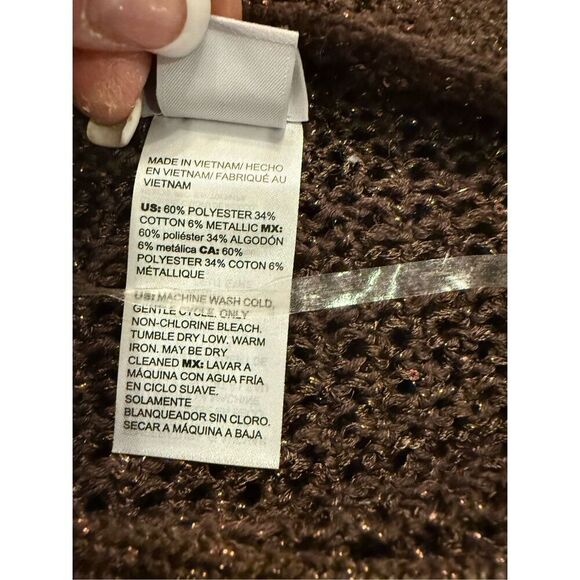 MADE IN VIETNAM/ HECHO
EN VIETNAM/ FABRIQUÉ AU
VIETNAM
US: 60% POLYESTER 34%
COTTON 6% METALLIC MX:
60% poliéster 34% ALGODÓN
6% metálica CA: 60%
POLYESTER 34% COTON 6%
MÉTALLIQUE
US: MACHINE WASH COLD,
GENTLE CYCLE. ONLY
NON-CHLORINE BLEACH.
TUMBLE DRY LOW. WARM
IRON. MAY BE DRY
CLEANED MX: LAVAR A
MÁQUINA CON AGUA FRÍA
EN CICLO SUAVE.
SOLAMENTE
BLANQUEADOR SIN CLORO.
SECAR A MÁQUINA A BAJA